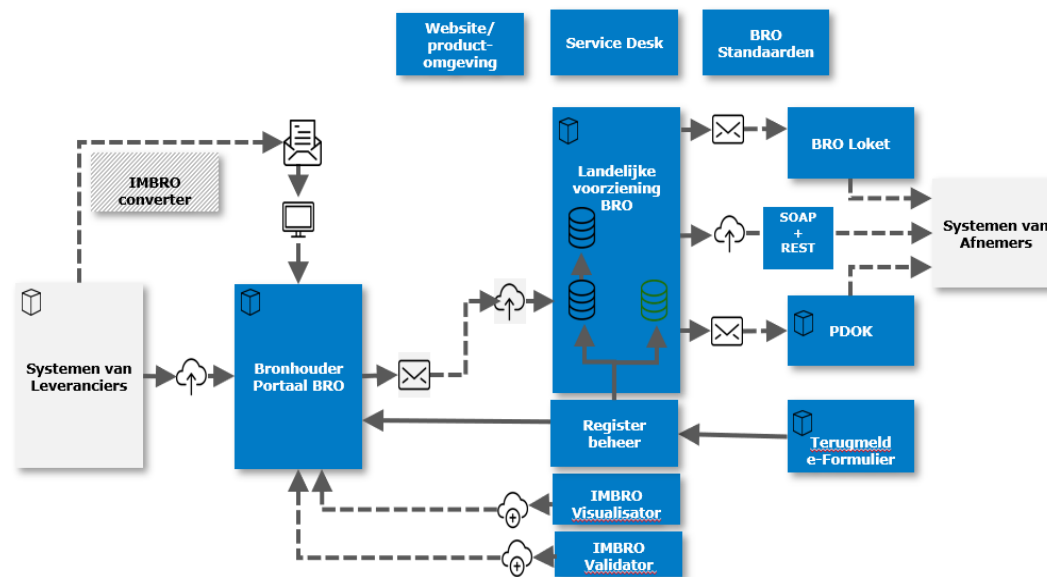 Website/
product-
omgeving
Service Desk
BRO
Standaarden
IMBRO
converter
Landelijke
voorziening
BRO
BRO Loket
SOAP
+
REST
Systemen van
Afnemers
Systemen van
Leveranciers
Bronhouder
Portaal BRO
PDOK
Register
beheer
Terugmeld
e-Formulier
IMBRO
Visualisator
IMBRO
Validator